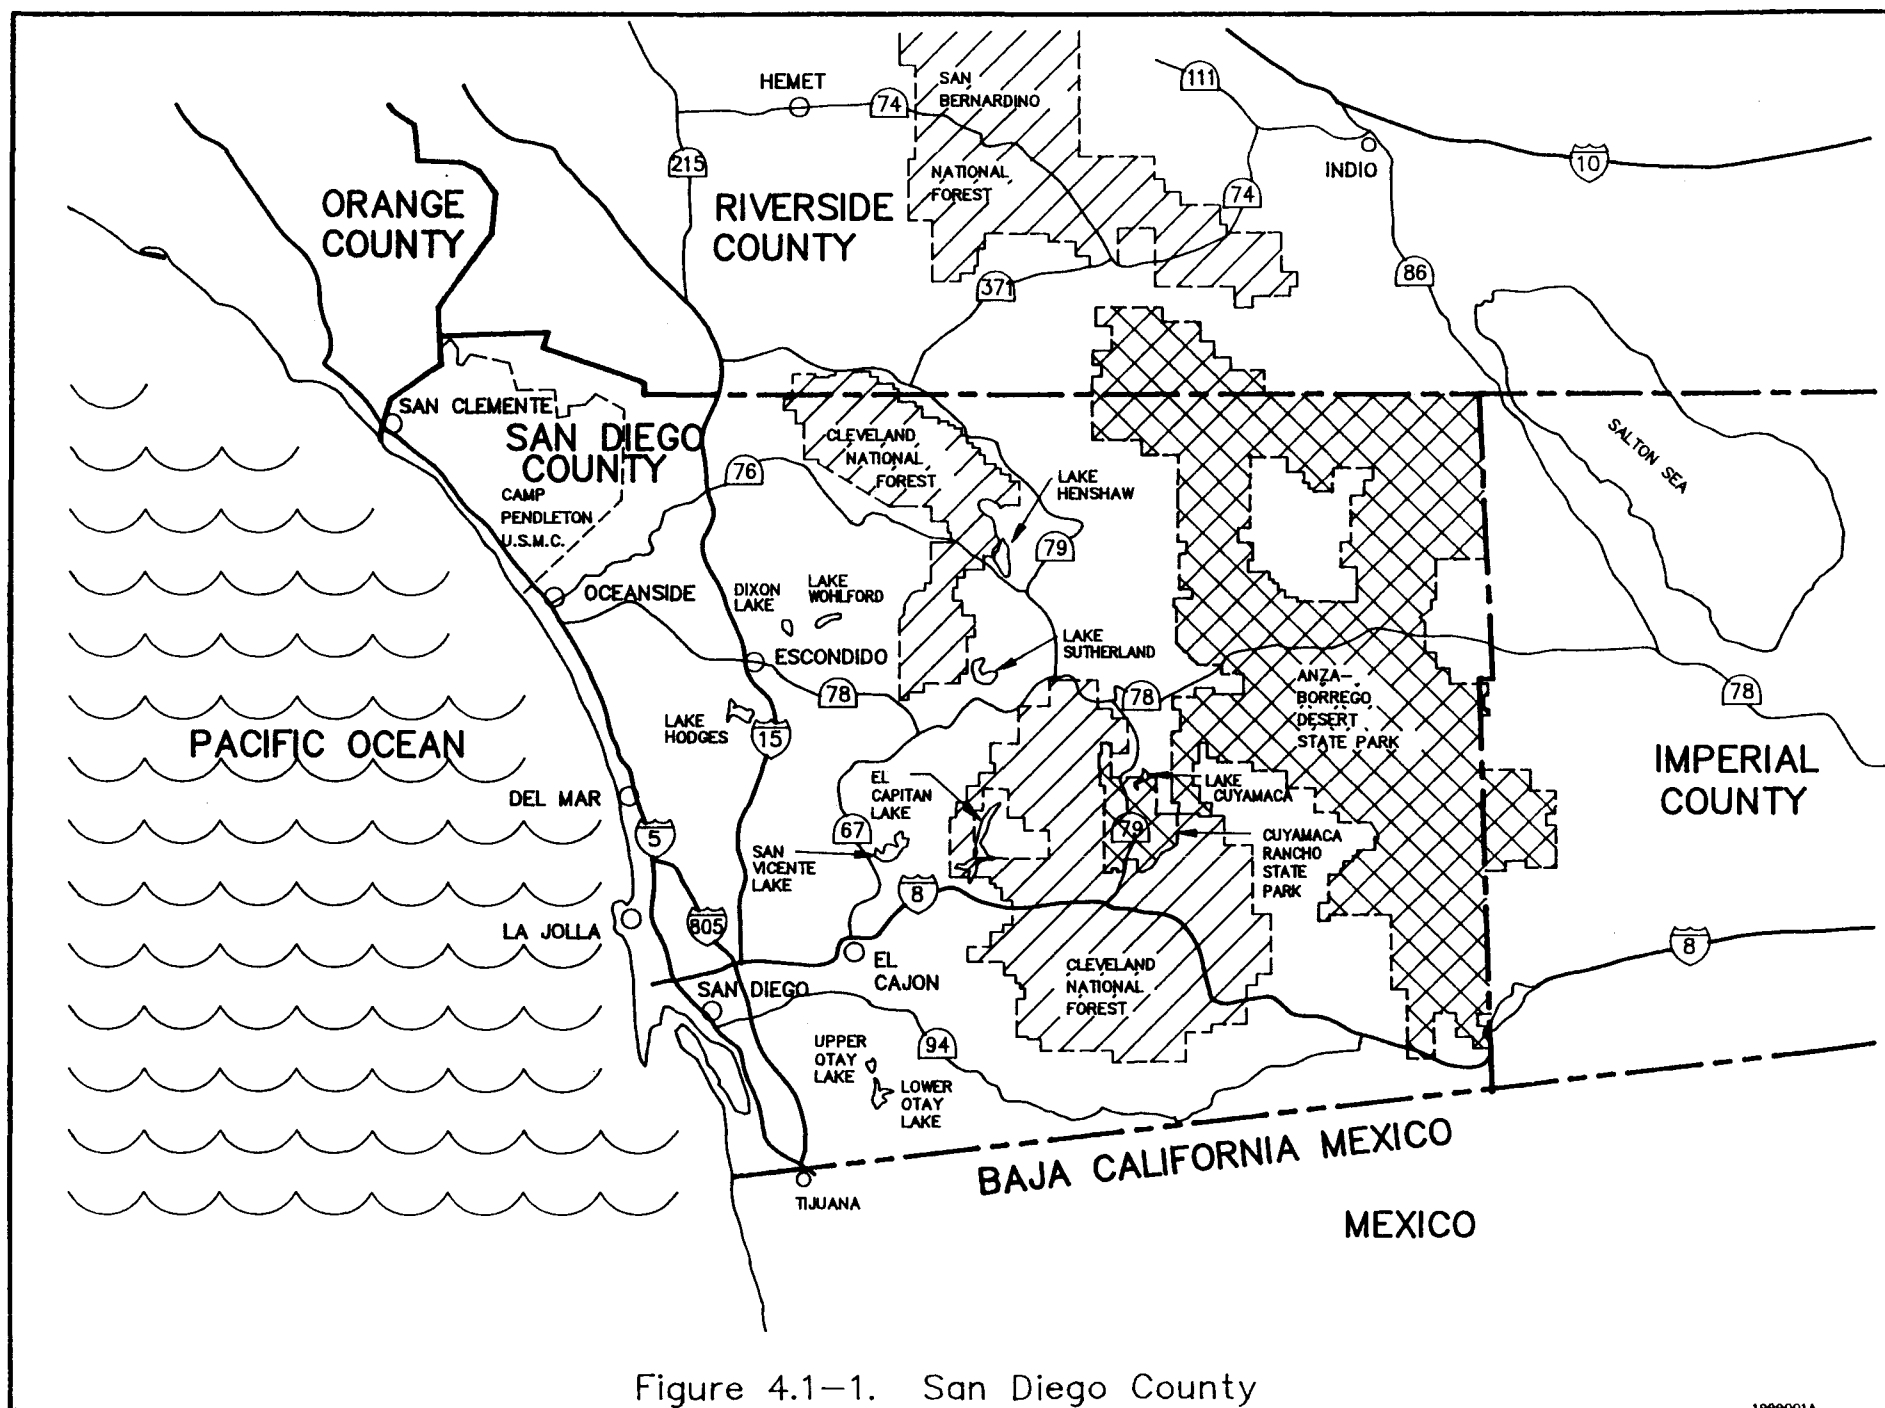 HEMET
74
SAN
BERNARDINO
111
215
NATIONAL
FOREST
INDIO
10
74
ORANGE
COUNTY
RIVERSIDE
COUNTY
371
86
SAN CLEMENTE
SAN DIEGO
COUNTY
CAMP
PENDLETON
U.S.M.C.
76
CLEVELAND
NATIONAL
FOREST
LAKE
HENSHAW
79
SALTON SEA
OCEANSIDE
DIXON
LAKE
LAKE
WOHLFORD
ESCONDIDO
LAKE
SUTHERLAND
78
78
ANZA-
BORREGO
DESERT
STATE PARK
78
LAKE
HODGES
15
PACIFIC OCEAN
IMPERIAL
COUNTY
DEL MAR
5
EL
CAPITAN
LAKE
LAKE
CUYAMACA
67
79
SAN
VICENTE
LAKE
CUYAMACA
RANCHO
STATE
PARK
8
805
LA JOLLA
EL
CAJON
CLEVELAND
NATIONAL
FOREST
8
SAN DIEGO
94
UPPER
OTAY
LAKE
LOWER
OTAY
LAKE
TIJUANA
BAJA CALIFORNIA MEXICO
MEXICO
Figure 4.1-1. San Diego County